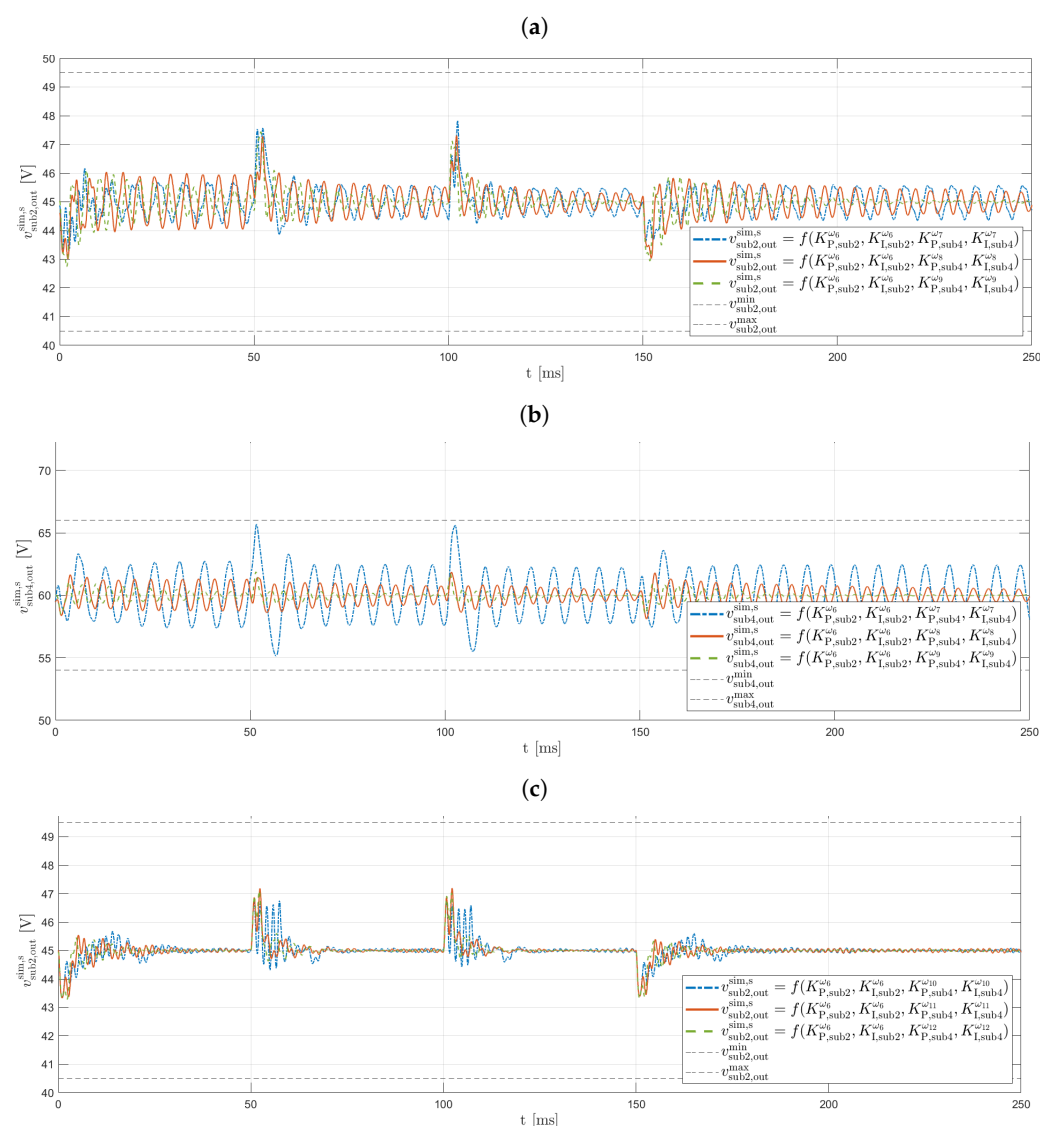 (a)
50
49
48
47
46
45
44
43
42
41
40
v^{sim,s}_{sub2,out} [V]
v^{sim,s}_{sub2,out} = f(K^{ω6}_{P,sub2}, K^{ω6}_{I,sub2}, K^{ω7}_{P,sub4}, K^{ω7}_{I,sub4})
v^{sim,s}_{sub2,out} = f(K^{ω6}_{P,sub2}, K^{ω6}_{I,sub2}, K^{ω8}_{P,sub4}, K^{ω8}_{I,sub4})
v^{sim,s}_{sub2,out} = f(K^{ω6}_{P,sub2}, K^{ω6}_{I,sub2}, K^{ω9}_{P,sub4}, K^{ω9}_{I,sub4})
v^{min}_{sub2,out}
v^{max}_{sub2,out}
0 50 100 150 200 250
t [ms]
(b)
70
65
60
55
50
v^{sim,s}_{sub4,out} [V]
v^{sim,s}_{sub4,out} = f(K^{ω6}_{P,sub2}, K^{ω6}_{I,sub2}, K^{ω7}_{P,sub4}, K^{ω7}_{I,sub4})
v^{sim,s}_{sub4,out} = f(K^{ω6}_{P,sub2}, K^{ω6}_{I,sub2}, K^{ω8}_{P,sub4}, K^{ω8}_{I,sub4})
v^{sim,s}_{sub4,out} = f(K^{ω6}_{P,sub2}, K^{ω6}_{I,sub2}, K^{ω9}_{P,sub4}, K^{ω9}_{I,sub4})
v^{min}_{sub4,out}
v^{max}_{sub4,out}
0 50 100 150 200 250
t [ms]
(c)
49
48
47
46
45
44
43
42
41
40
v^{sim,s}_{sub2,out} [V]
v^{sim,s}_{sub2,out} = f(K^{ω6}_{P,sub2}, K^{ω6}_{I,sub2}, K^{ω10}_{P,sub4}, K^{ω10}_{I,sub4})
v^{sim,s}_{sub2,out} = f(K^{ω6}_{P,sub2}, K^{ω6}_{I,sub2}, K^{ω11}_{P,sub4}, K^{ω11}_{I,sub4})
v^{sim,s}_{sub2,out} = f(K^{ω6}_{P,sub2}, K^{ω6}_{I,sub2}, K^{ω12}_{P,sub4}, K^{ω12}_{I,sub4})
v^{min}_{sub2,out}
v^{max}_{sub2,out}
0 50 100 150 200 250
t [ms]